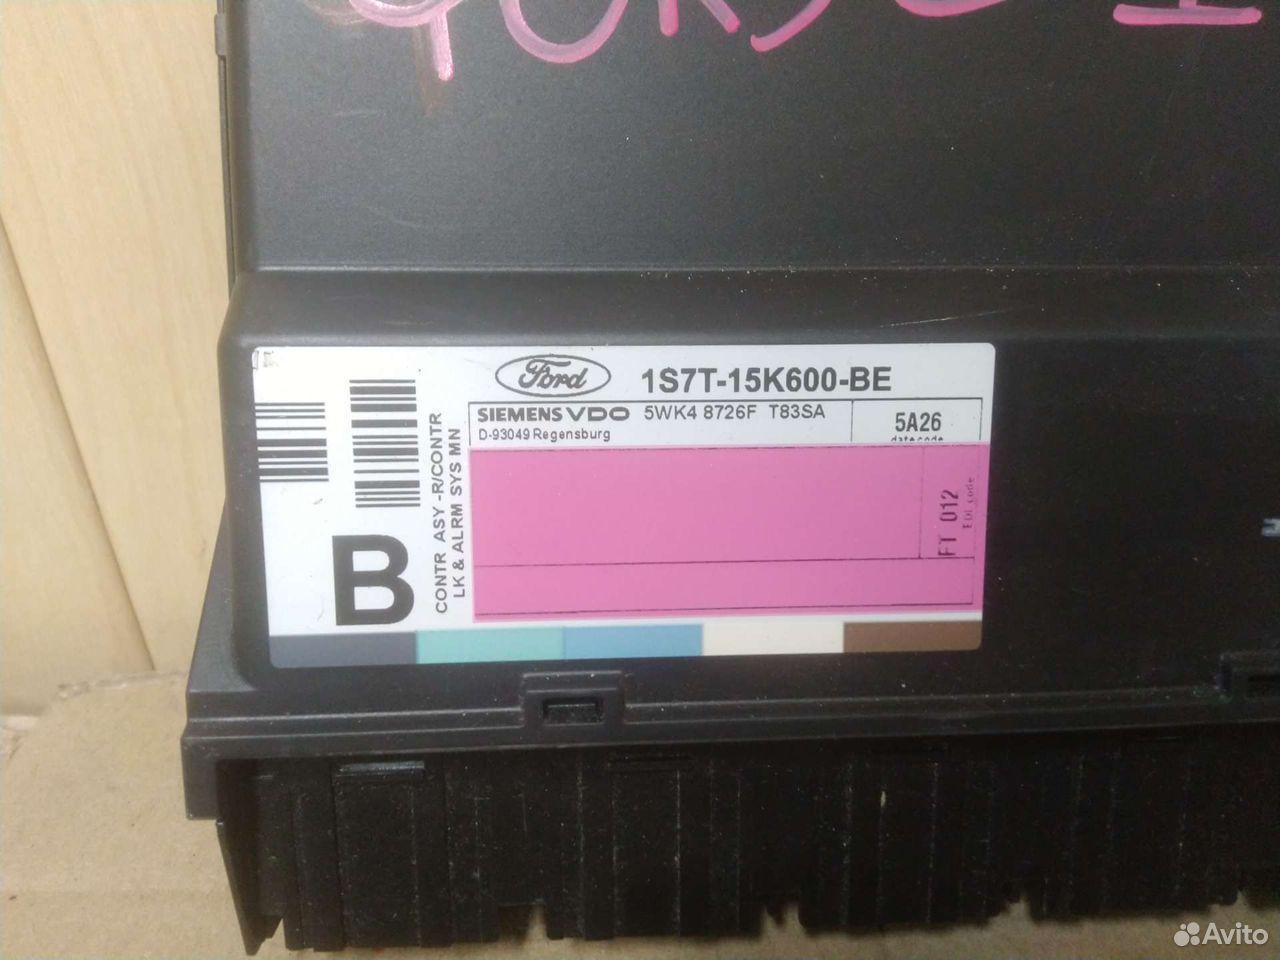 Ford 1S7T-15K600-BE
SIEMENS VDO 5WK4 8726F T83SA 5A26
D-93049 Regensburg datecode
CONTR ASY -R/CONTR
LK & ALRM SYS MN
B
FT 012
EOL code
Avito